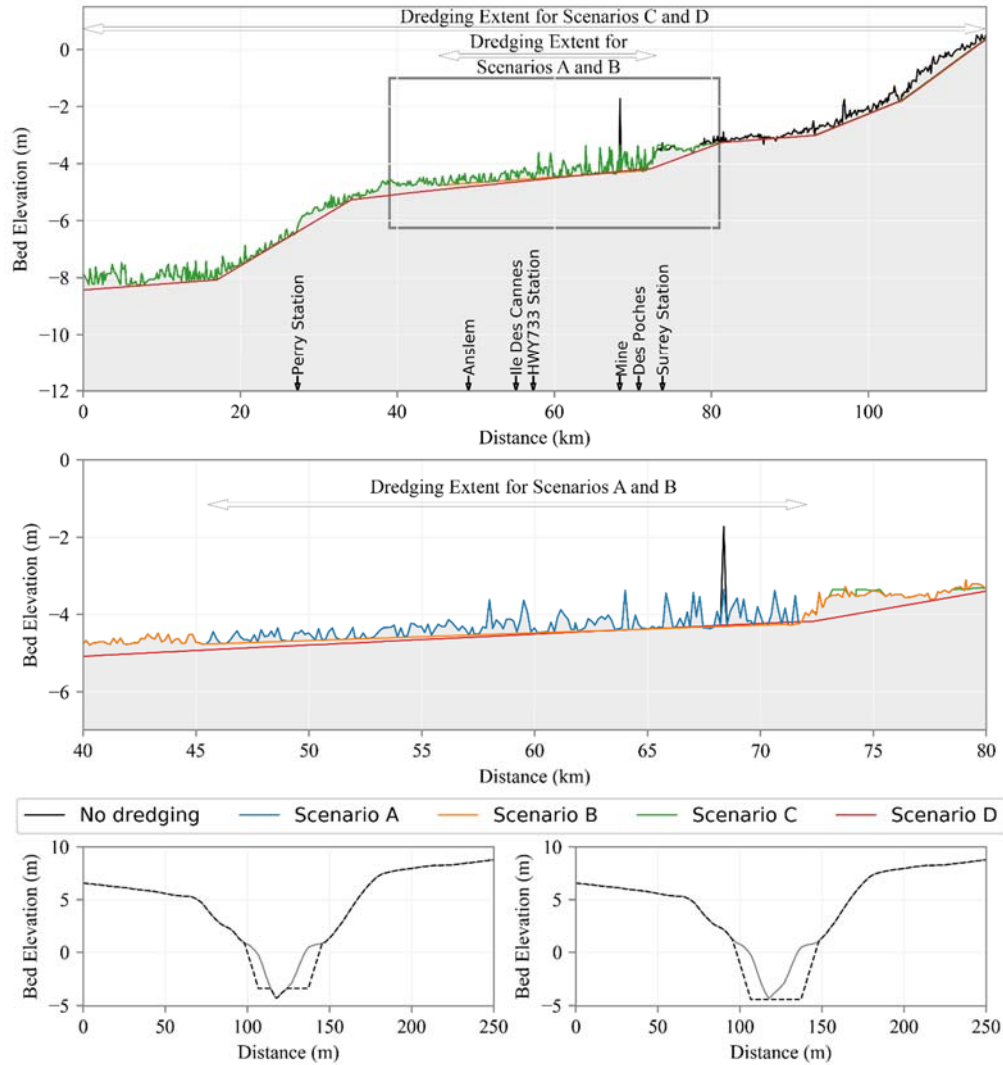 Dredging Extent for Scenarios C and D
Dredging Extent for
Scenarios A and B
Bed Elevation (m)
0
−2
−4
−6
−8
−10
−12
Perry Station
Anslem
Ile Des Cannes
HWY733 Station
Mine
Des Poches
Surrey Station
0 20 40 60 80 100
Distance (km)
Dredging Extent for Scenarios A and B
Bed Elevation (m)
0
−2
−4
−6
40 45 50 55 60 65 70 75 80
Distance (km)
No dredging Scenario A Scenario B Scenario C Scenario D
Bed Elevation (m)
10
5
0
−5
0 50 100 150 200 250
Distance (m)
Bed Elevation (m)
10
5
0
−5
0 50 100 150 200 250
Distance (m)